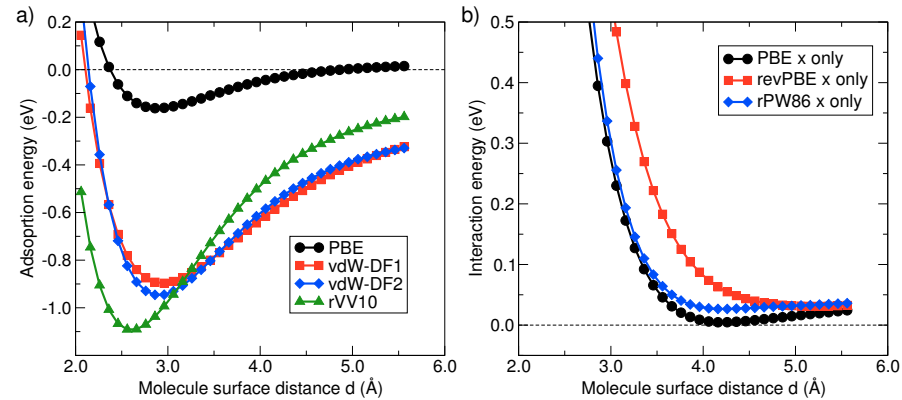 a)
0.2
0.0
-0.2
-0.4
-0.6
-0.8
-1.0
Adsoprtion energy (eV)
PBE
vdW-DF1
vdW-DF2
rVV10
2.0 3.0 4.0 5.0 6.0
Molecule surface distance d (Å)
b)
0.5
0.4
0.3
0.2
0.1
0.0
Interaction energy (eV)
PBE x only
revPBE x only
rPW86 x only
2.0 3.0 4.0 5.0 6.0
Molecule surface distance d (Å)